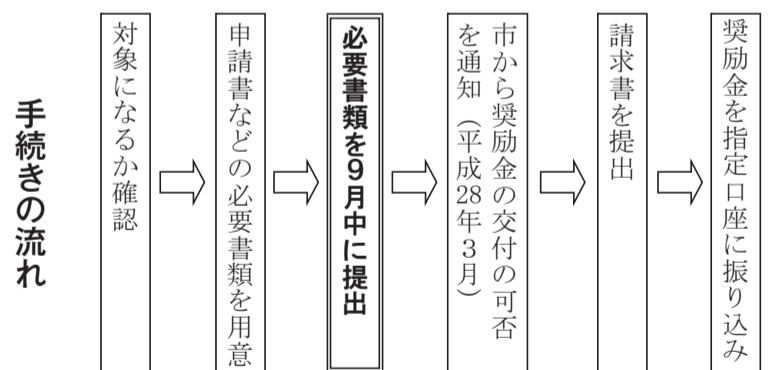 手続きの流れ
対象になるか確認
申請書などの必要書類を用意
必要書類を9月中に提出
市から奨励金の交付の可否
を通知（平成28年3月）
請求書を提出
奨励金を指定口座に振り込み